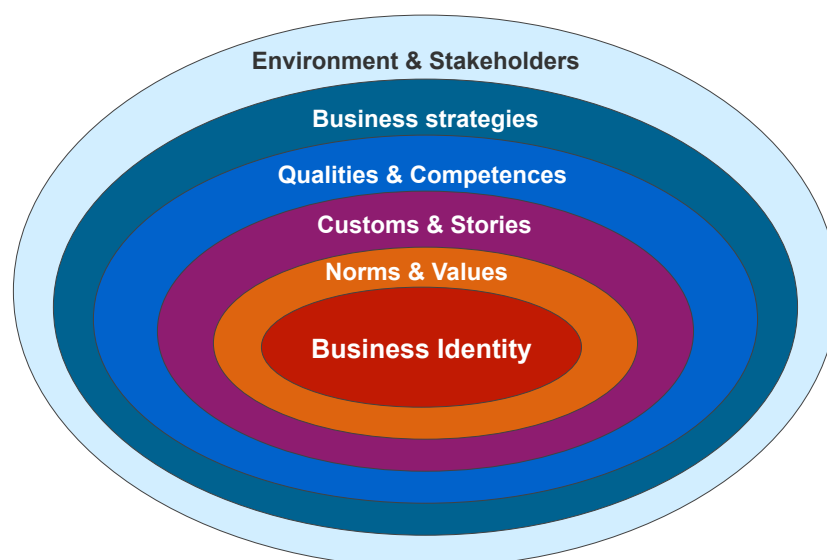 Environment & Stakeholders
Business strategies
Qualities & Competences
Customs & Stories
Norms & Values
Business Identity